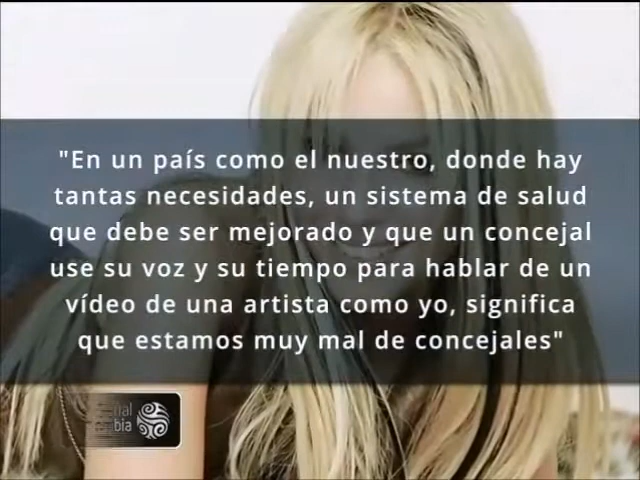 "En un país como el nuestro, donde hay
tantas necesidades, un sistema de salud
que debe ser mejorado y que un concejal
use su voz y su tiempo para hablar de un
vídeo de una artista como yo, significa
que estamos muy mal de concejales"